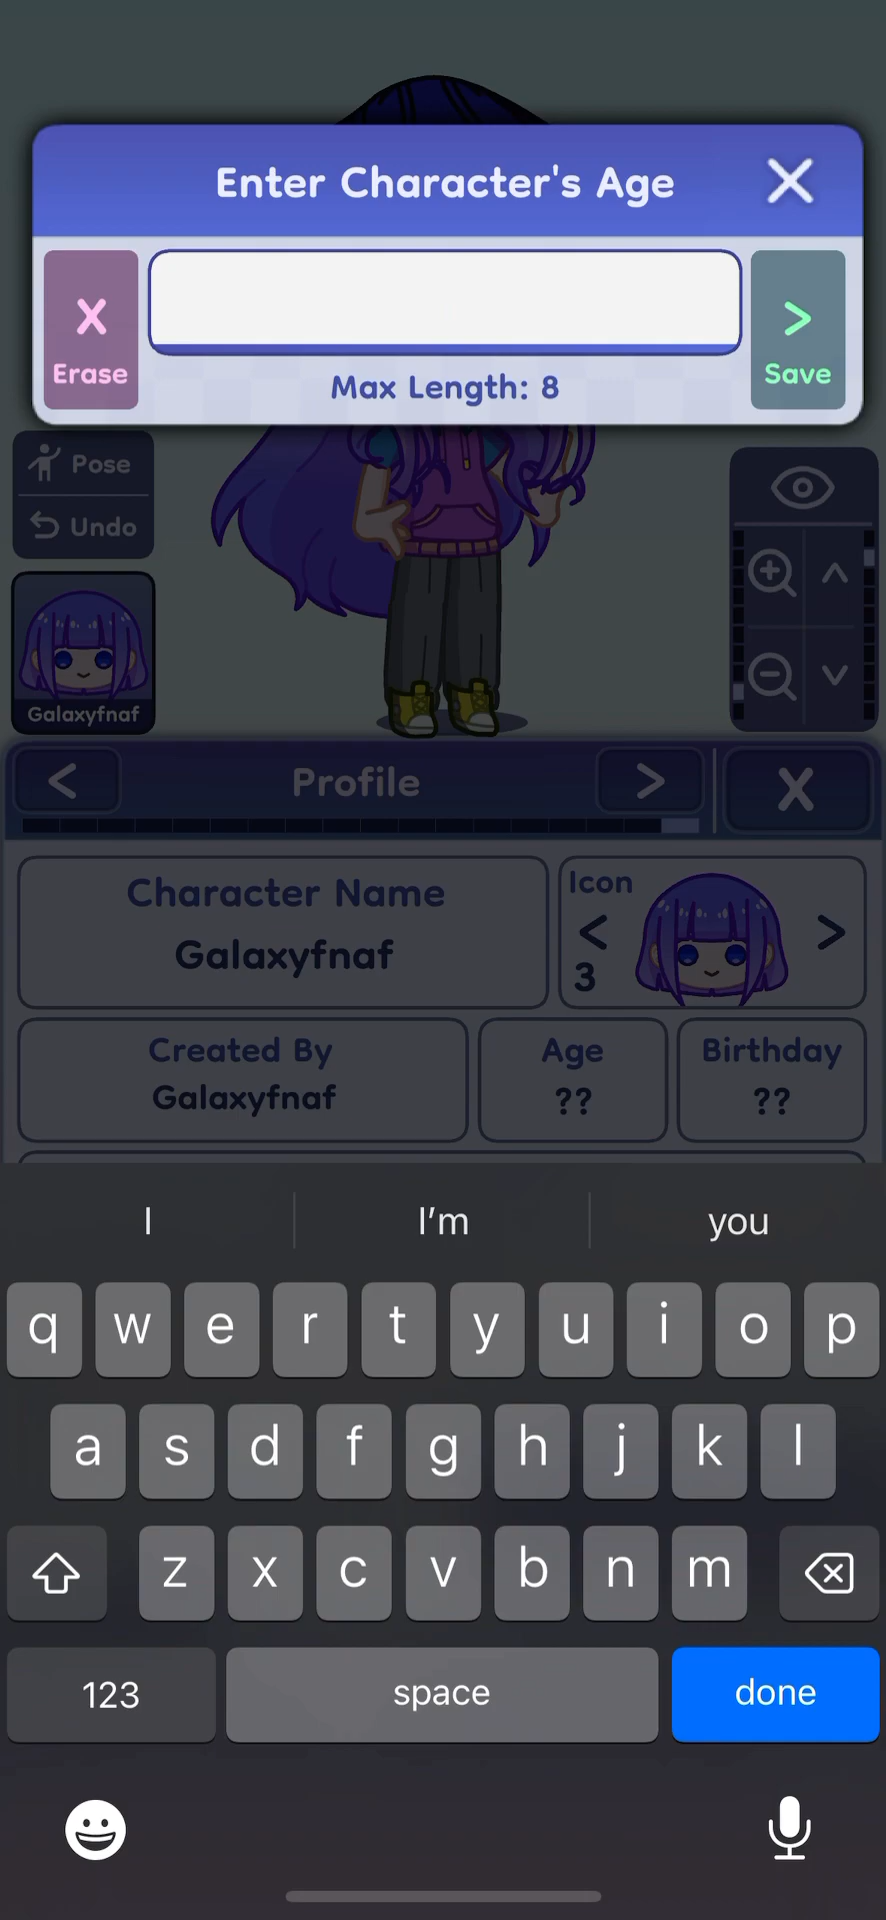 Enter Character's Age
X
Erase
>
Save
Max Length: 8
Pose
Undo
Galaxyfnaf
<
Profile
>
X
Character Name
Galaxyfnaf
Icon
<
>
3
Created By
Galaxyfnaf
Age
??
Birthday
??
I
I'm
you
q w e r t y u i o p
a s d f g h j k l
z x c v b n m
123
space
done